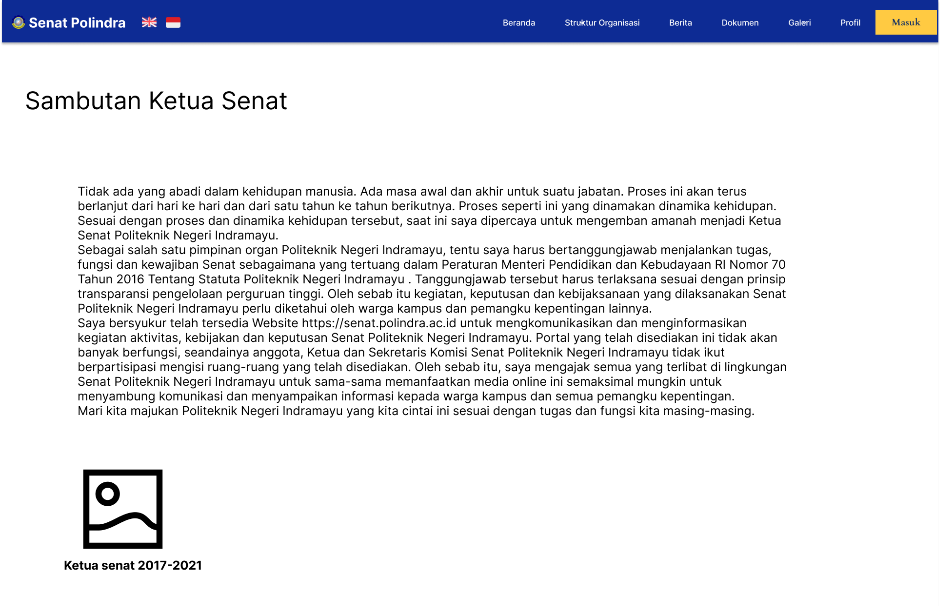 Senat Polindra
Beranda
Struktur Organisasi
Berita
Dokumen
Galeri
Profil
Masuk
Sambutan Ketua Senat
Tidak ada yang abadi dalam kehidupan manusia. Ada masa awal dan akhir untuk suatu jabatan. Proses ini akan terus
berlanjut dari hari ke hari dan dari satu tahun ke tahun berikutnya. Proses seperti ini yang dinamakan dinamika kehidupan.
Sesuai dengan proses dan dinamika kehidupan tersebut, saat ini saya dipercaya untuk mengemban amanah menjadi Ketua
Senat Politeknik Negeri Indramayu.
Sebagai salah satu pimpinan organ Politeknik Negeri Indramayu, tentu saya harus bertanggungjawab menjalankan tugas,
fungsi dan kewajiban Senat sebagaimana yang tertuang dalam Peraturan Menteri Pendidikan dan Kebudayaan RI Nomor 70
Tahun 2016 Tentang Statuta Politeknik Negeri Indramayu . Tanggungjawab tersebut harus terlaksana sesuai dengan prinsip
transparansi pengelolaan perguruan tinggi. Oleh sebab itu kegiatan, keputusan dan kebijaksanaan yang dilaksanakan Senat
Politeknik Negeri Indramayu perlu diketahui oleh warga kampus dan pemangku kepentingan lainnya.
Saya bersyukur telah tersedia Website https://senat.polindra.ac.id untuk mengkomunikasikan dan menginformasikan
kegiatan aktivitas, kebijakan dan keputusan Senat Politeknik Negeri Indramayu. Portal yang telah disediakan ini tidak akan
banyak berfungsi, seandainya anggota, Ketua dan Sekretaris Komisi Senat Politeknik Negeri Indramayu tidak ikut
berpartisipasi mengisi ruang-ruang yang telah disediakan. Oleh sebab itu, saya mengajak semua yang terlibat di lingkungan
Senat Politeknik Negeri Indramayu untuk sama-sama memanfaatkan media online ini semaksimal mungkin untuk
menyambung komunikasi dan menyampaikan informasi kepada warga kampus dan semua pemangku kepentingan.
Mari kita majukan Politeknik Negeri Indramayu yang kita cintai ini sesuai dengan tugas dan fungsi kita masing-masing.
Ketua senat 2017-2021